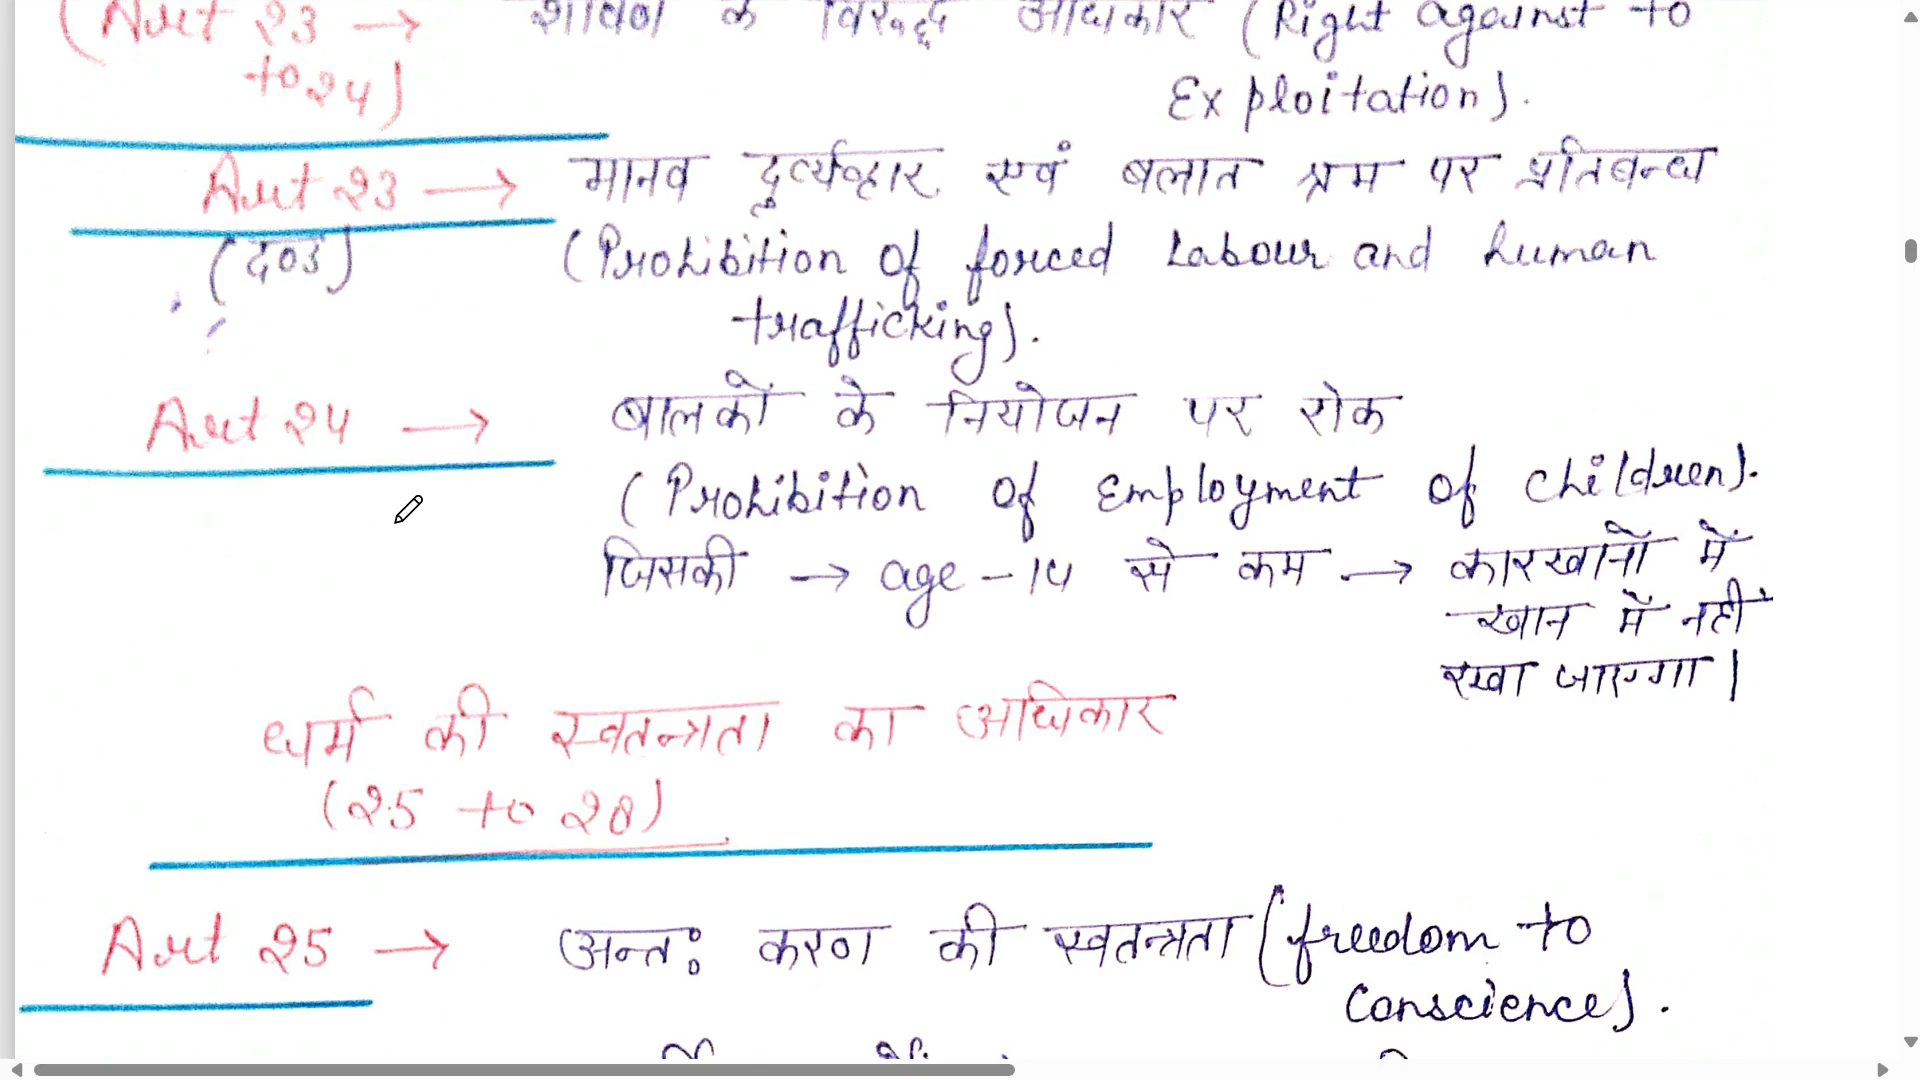 (Art 23 → शोषण के विरुद्ध अधिकार (Right against to
to 24) Exploitation).
Art 23 → मानव दुर्व्यव्हार एवं बलात श्रम पर प्रतिबन्ध
(दण्ड) (Prohibition of forced Labour and human
trafficking).
Art 24 → बालकों के नियोजन पर रोक
(Prohibition of Employment of children).
जिसकी → age - 14 से कम → कारखानों में
खान में नहीं
रखा जाएगा।
धर्म की स्वतन्त्रता का अधिकार
(25 to 28)
Art 25 → अन्तः करण की स्वतन्त्रता (freedom to
Conscience).